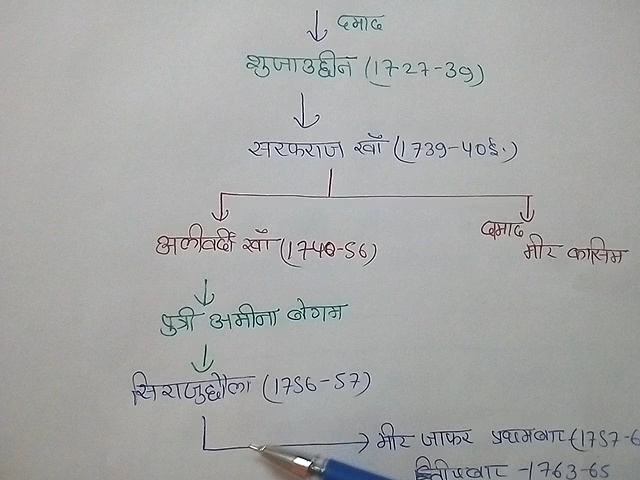 दमाद
शुजाउद्दीन (1727-39)
सरफराज खाँ (1739-40ई.)
अलीवर्दी खाँ (1740-56)
दमाद
मीर कासिम
पुत्री अमीना बेगम
सिराजुद्दौला (1756-57)
मीर जाफर प्रथमबार (1757-6
द्वितीयबार -1763-65